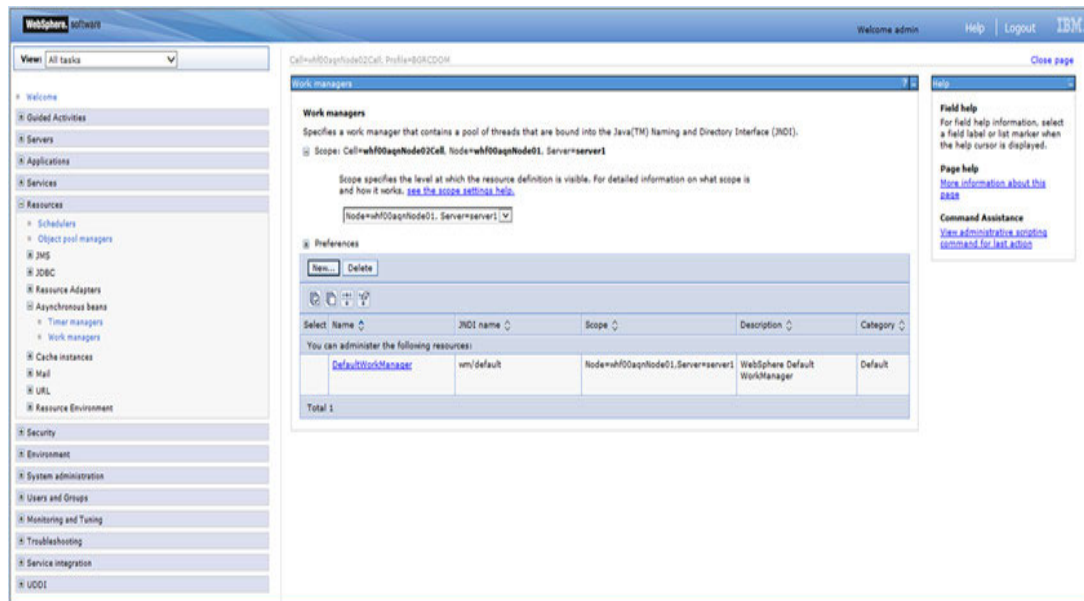 WebSphere. software
Welcome admin
Help
Logout
IBM
View: All tasks
Cell=whf00aqnNode02Cell, Profile=BGRCDOM
Close page
Welcome
Guided Activities
Servers
Applications
Services
Resources
Schedulers
Object pool managers
JMS
JDBC
Resource Adapters
Asynchronous beans
Timer managers
Work managers
Cache instances
Mail
URL
Resource Environment
Security
Environment
System administration
Users and Groups
Monitoring and Tuning
Troubleshooting
Service integration
UDDI
Work managers
?
Work managers
Specifies a work manager that contains a pool of threads that are bound into the Java(TM) Naming and Directory Interface (JNDI).
Scope: Cell=whf00aqnNode02Cell, Node=whf00aqnNode01, Server=server1
Scope specifies the level at which the resource definition is visible. For detailed information on what scope is
and how it works, see the scope settings help.
Node=whf00aqnNode01, Server=server1
Preferences
New... Delete
Select Name JNDI name Scope Description Category
You can administer the following resources:
DefaultWorkManager wm/default Node=whf00aqnNode01,Server=server1 WebSphere Default Default
WorkManager
Total 1
Help
Field help
For field help information, select
a field label or list marker when
the help cursor is displayed.
Page help
More information about this
page
Command Assistance
View administrative scripting
command for last action